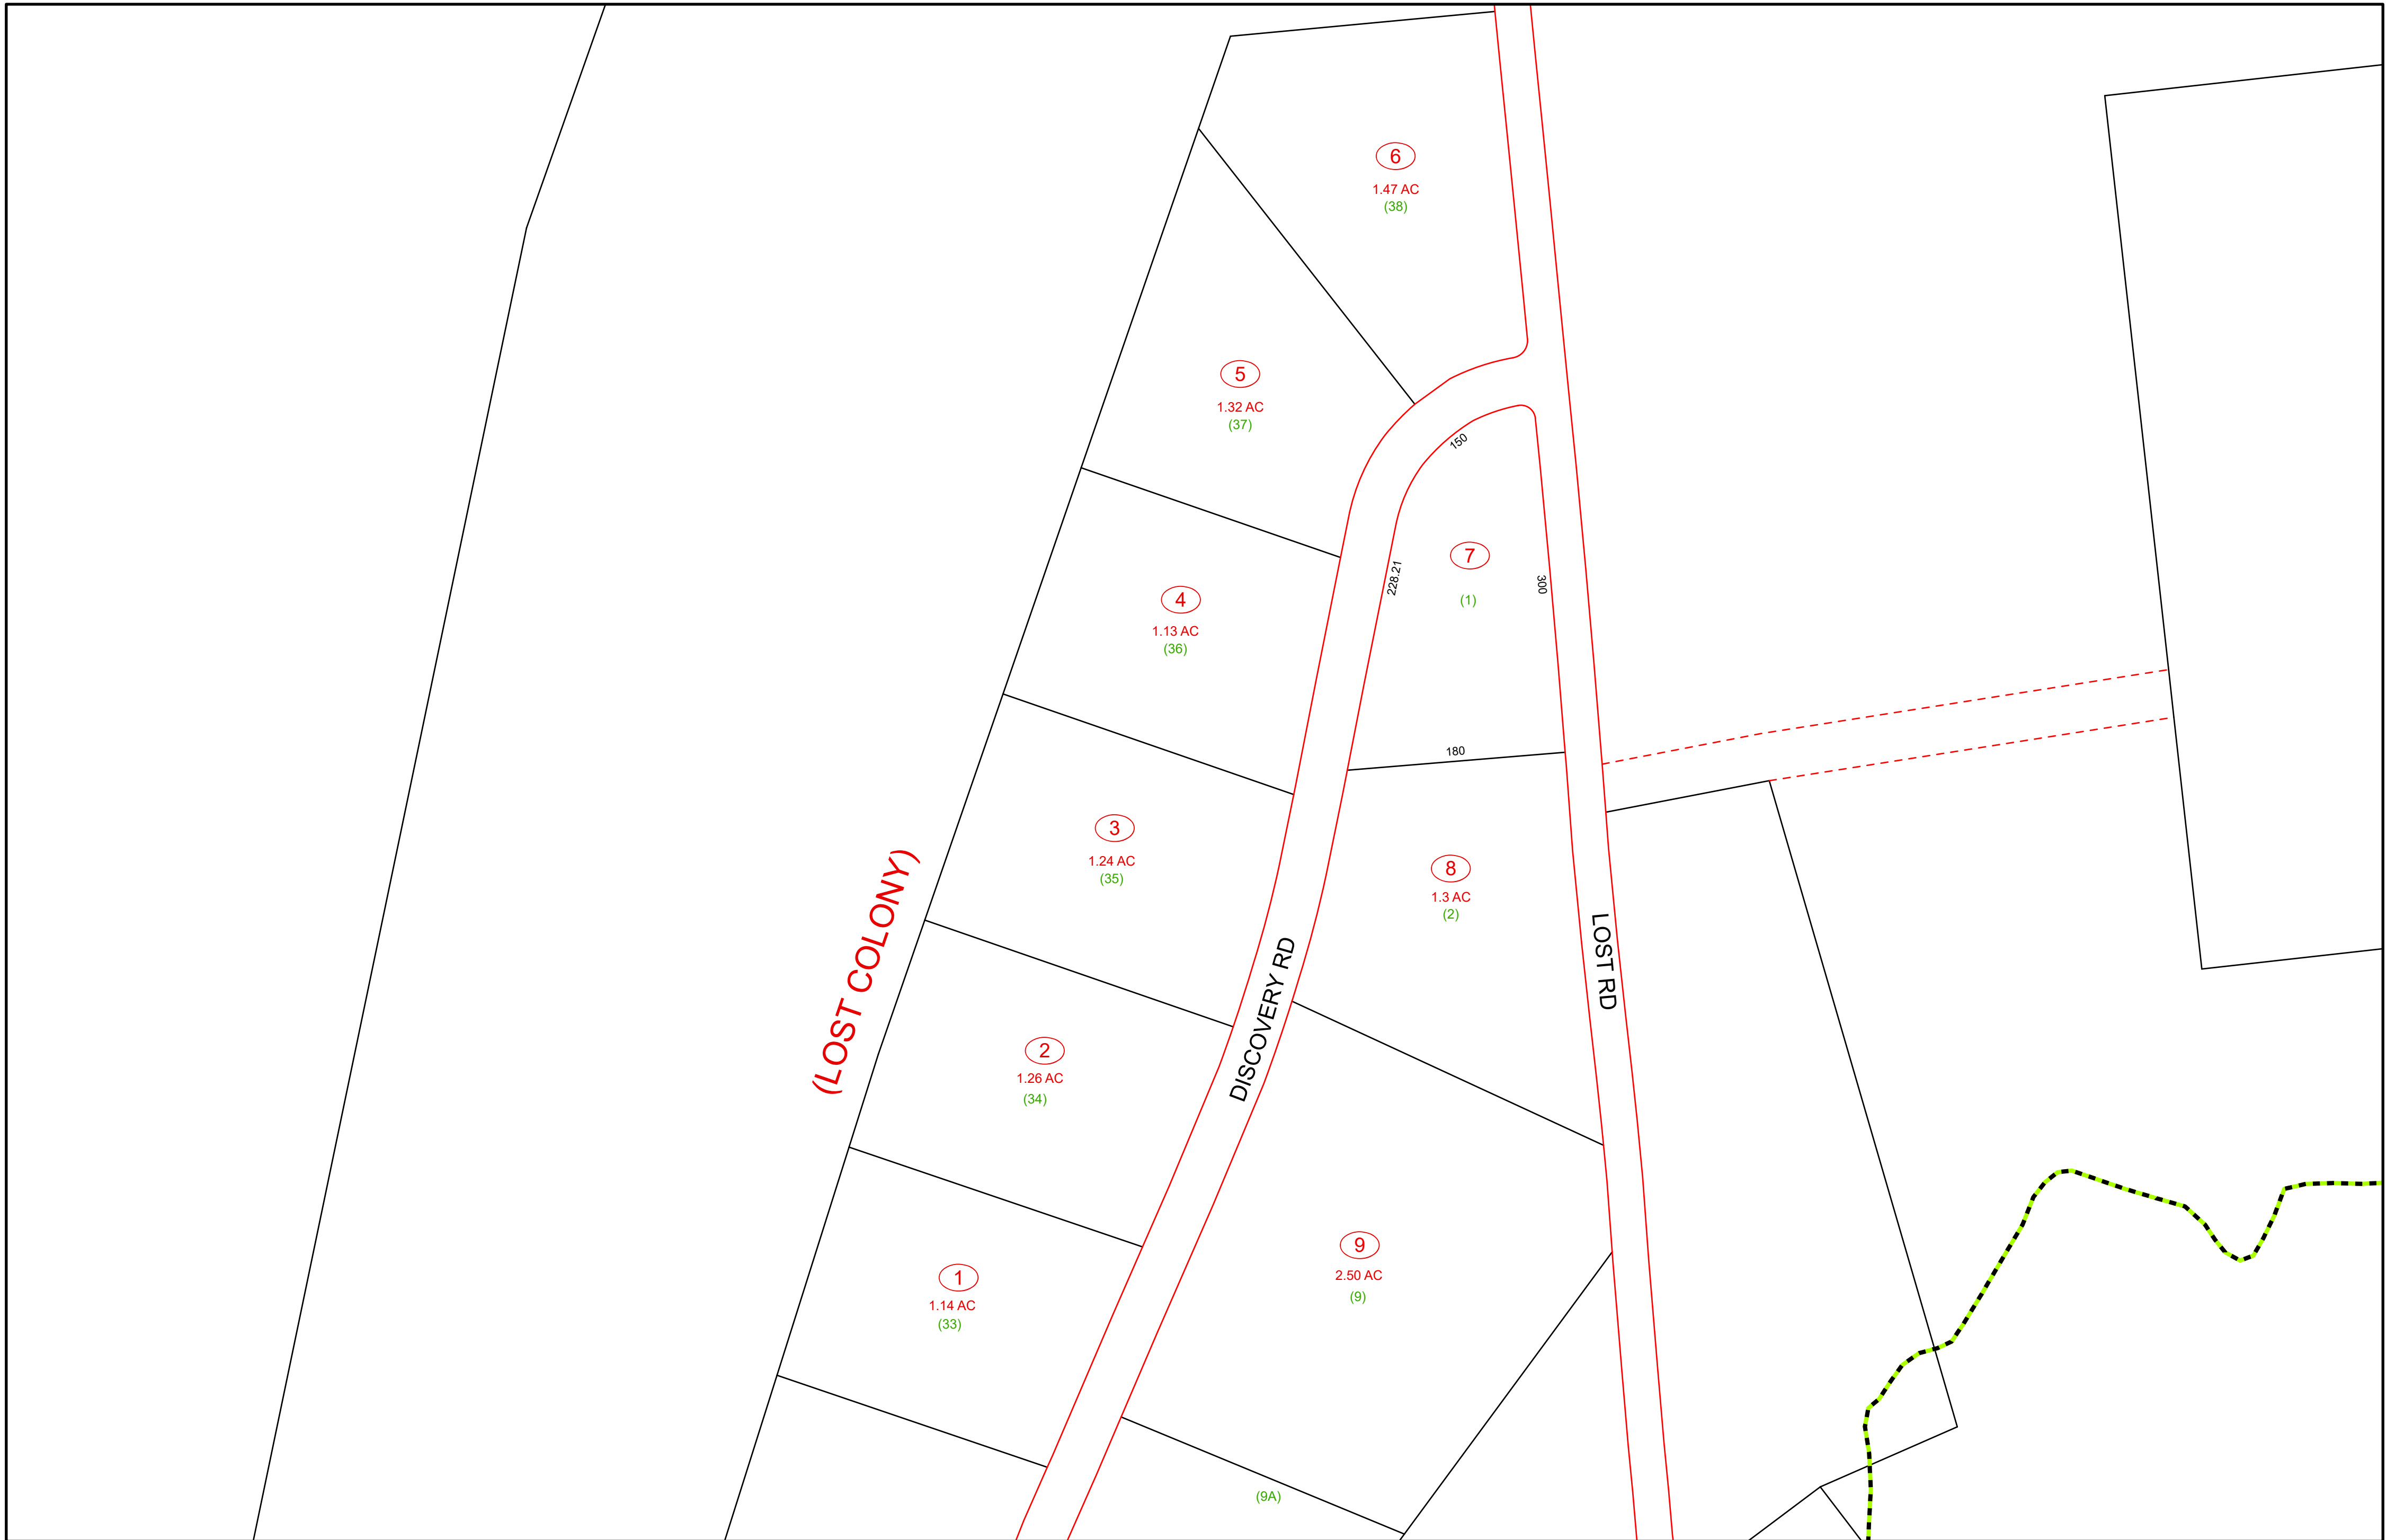 6
1.47 AC
(38)
5
1.32 AC
(37)
150
7
(1)
228.21
300
4
1.13 AC
(36)
180
3
1.24 AC
(35)
8
1.3 AC
(2)
(LOST COLONY)
DISCOVERY RD
LOST RD
2
1.26 AC
(34)
9
2.50 AC
(9)
1
1.14 AC
(33)
(9A)